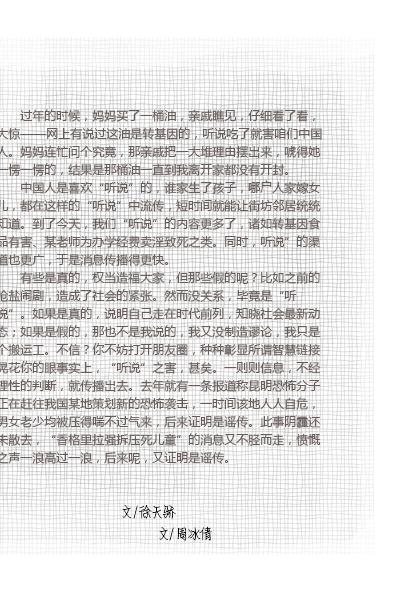 过年的时候，妈妈买了一桶油，亲戚瞧见，仔细看了看，
大惊——网上有说过这油是转基因的，听说吃了就害咱们中国
人。妈妈连忙问个究竟，那亲戚把一大堆理由摆出来，唬得她
一愣一愣的，结果是那桶油一直到我离开家都没有开封。
中国人是喜欢“听说”的，谁家生了孩子，哪户人家嫁女
儿，都在这样的“听说”中流传，短时间就能让街坊邻居统统
知道。到了今天，我们“听说”的内容更多了，诸如转基因食
品有害、某老师为办学经费卖淫致死之类。同时，听说”的渠
道也更广，于是消息传播得更快。
有些是真的，权当造福大家，但那些假的呢？比如之前的
抢盐闹剧，造成了社会的紧张。然而没关系，毕竟是“听
说”。如果是真的，说明自己走在时代前列，知晓社会最新动
态；如果是假的，那也不是我说的，我又没制造谬论，我只是
个搬运工。不信？你不妨打开朋友圈，种种彰显所谓智慧链接
晃花你的眼事实上，“听说”之害，甚矣。一则则信息，不经
理性的判断，就传播出去。去年就有一条报道称昆明恐怖分子
正在赶往我国某地策划新的恐怖袭击，一时间该地人人自危，
男女老少均被压得喘不过气来，后来证明是谣传。此事阴霾还
未散去，“香格里拉强拆压死儿童”的消息又不胫而走，愤慨
之声一浪高过一浪，后来呢，又证明是谣传。
文/徐天骄
文/周冰倩